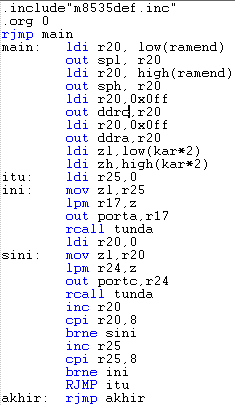 .include"m8535def.inc"
.org 0
rjmp main
main: ldi r20, low(ramend)
out spl, r20
ldi r20, high(ramend)
out sph, r20
ldi r20,0x0ff
out ddrc,r20
ldi r20,0x0ff
out ddra,r20
ldi zl,low(kar*2)
ldi zh,high(kar*2)
itu: ldi r25,0
ini: mov zl,r25
lpm r17,z
out porta,r17
rcall tunda
ldi r20,0
sini: mov zl,r20
lpm r24,z
out portc,r24
rcall tunda
inc r20
cpi r20,8
brne sini
inc r25
cpi r25,8
brne ini
RJMP itu
akhir: rjmp akhir